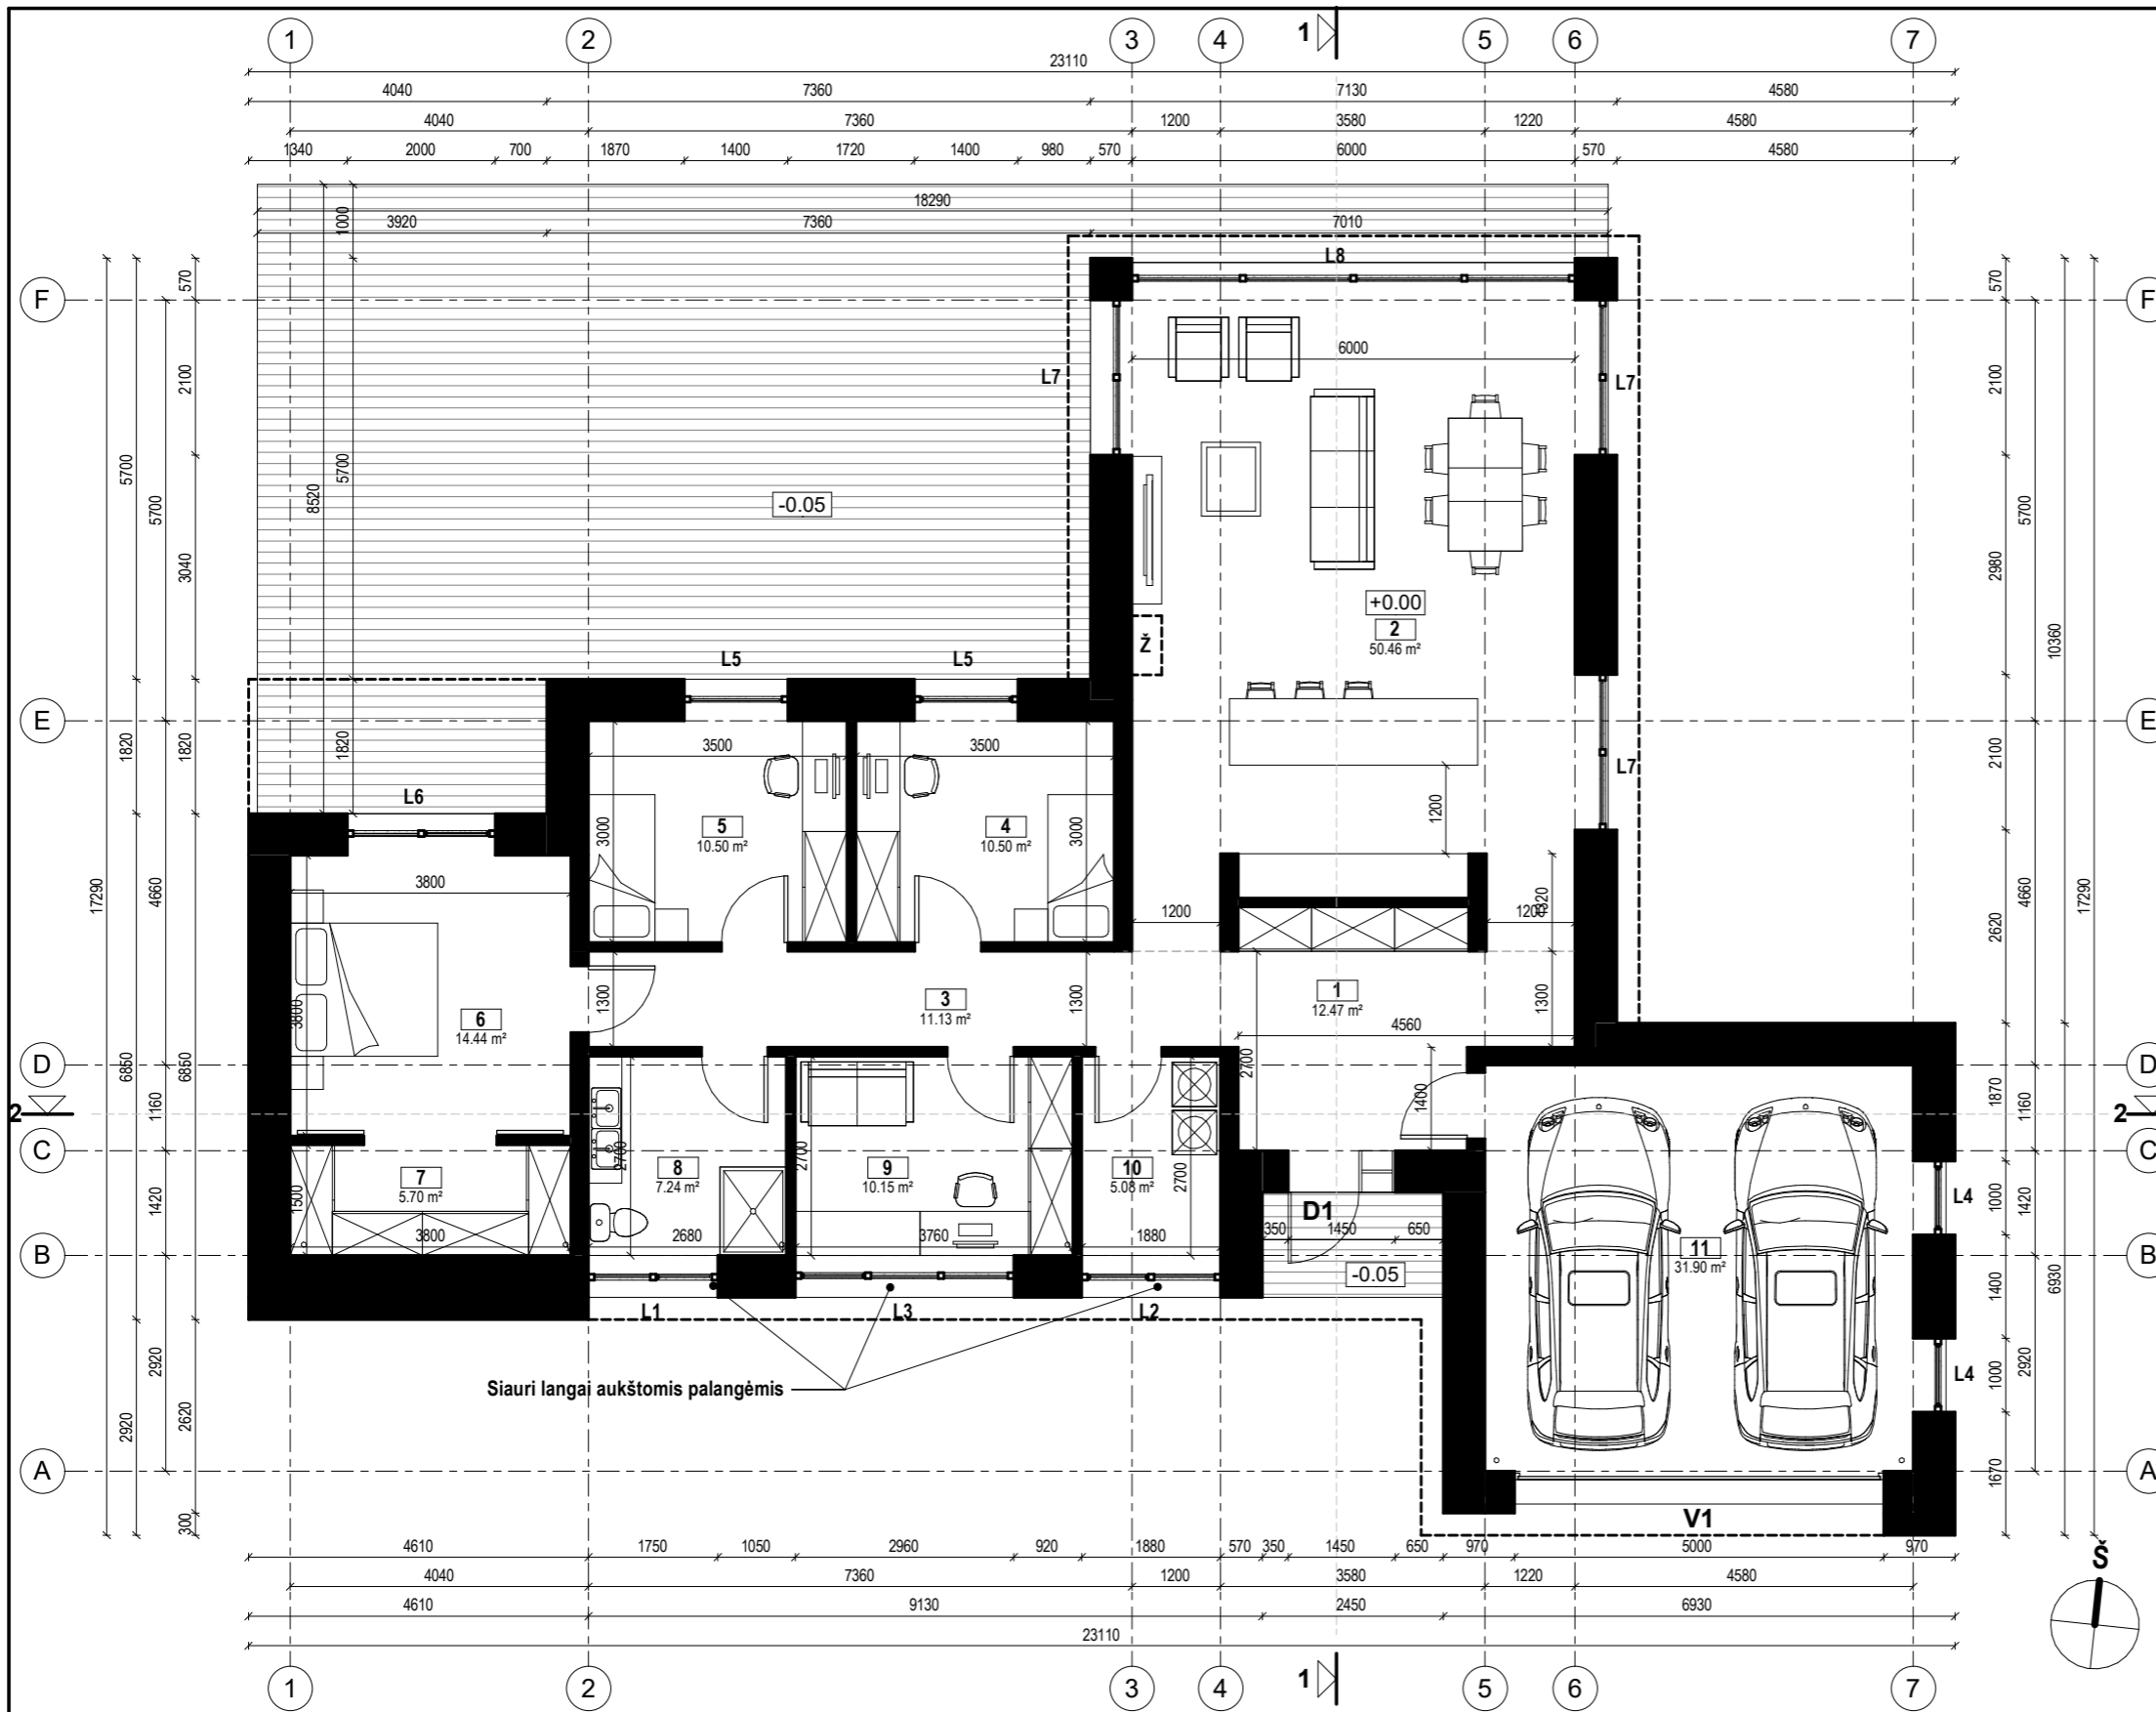 1 2 3 4 1 5 6 7
23110
4040 7360 7130 4580
4040 7360 1200 3580 1220 4580
1340 2000 700 1870 1400 1720 1400 980 570 6000 570 4580
18290
3920 7360 7010
1000
L8
570 570
F F
6000
L7 L7
2100 2100
5700 5700 5700 8520 5700
-0.05
3040 2980
+0.00
2
50.46 m²
Ž
10360
L5 L5
E E
3500 3500
1820 1820 1820
L6
L7
2100
1200
3000 3000
5
10.50 m²
4
10.50 m²
3800
17290 4660 4660 17290
1200 1200 1320
2620
3
11.13 m²
1
12.47 m²
1300 1300 1300
3800
6
14.44 m²
4560
D D
6850 6850
2700 1400
1870
1160 1160
2 2
C C
7
5.70 m²
8
7.24 m²
9
10.15 m²
10
5.08 m²
2700 2700 2700
1500
1420 1000 1420
L4
D1
350 1450 650
3800 2680 3760 1880
B B
11
31.90 m²
-0.05
1400
6930
L1 L3 L2
Siauri langai aukštomis palangėmis
L4
2920 1000 2920
2920 2620
A A
1670
300
V1
4610 1750 1050 2960 920 1880 570 350 1450 650 970 5000 970
Š
4040 7360 1200 3580 1220 4580
4610 9130 2450 6930
23110
1 2 3 4 1 5 6 7